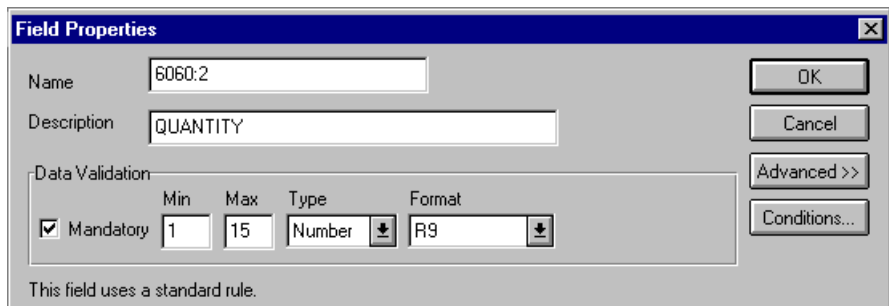 Field Properties
Name 6060:2
Description QUANTITY
OK
Cancel
Advanced >>
Conditions...
Data Validation
Min Max Type Format
Mandatory 1 15 Number R9
This field uses a standard rule.